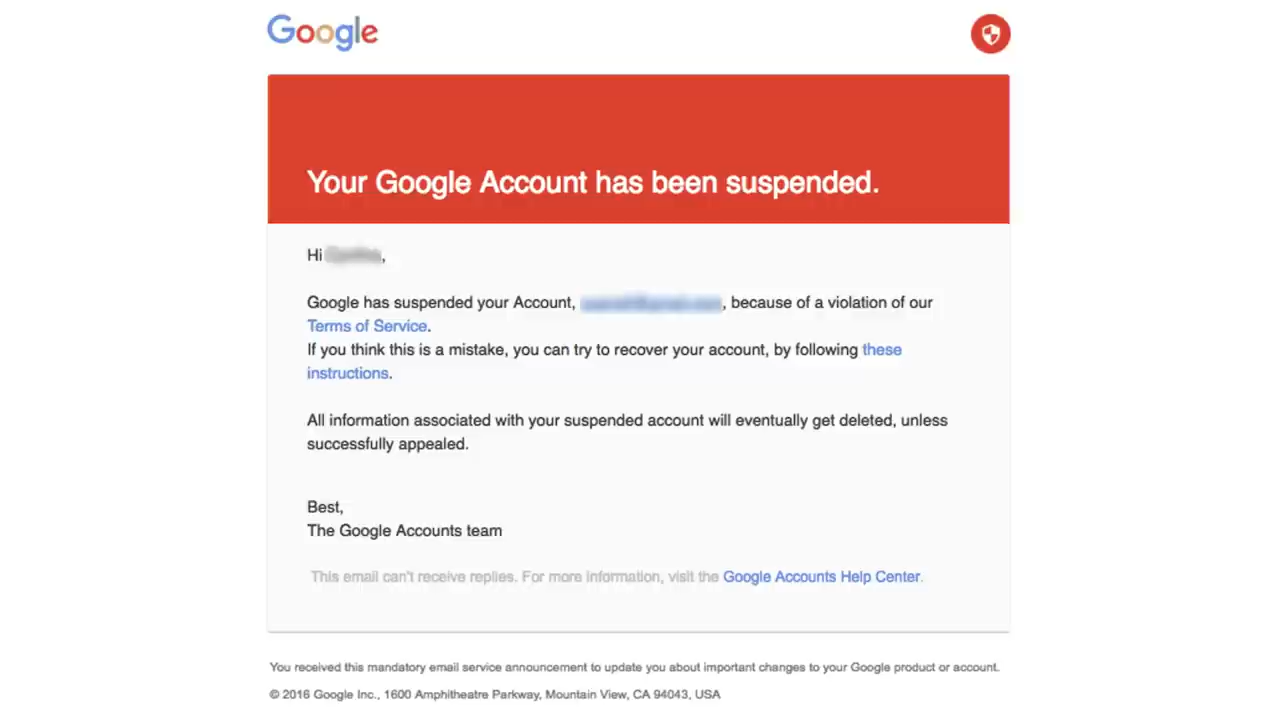 Google
Your Google Account has been suspended.
Hi ,
Google has suspended your Account, , because of a violation of our
Terms of Service.
If you think this is a mistake, you can try to recover your account, by following these
instructions.
All information associated with your suspended account will eventually get deleted, unless
successfully appealed.
Best,
The Google Accounts team
This email can't receive replies. For more information, visit the Google Accounts Help Center.
You received this mandatory email service announcement to update you about important changes to your Google product or account.
© 2016 Google Inc., 1600 Amphitheatre Parkway, Mountain View, CA 94043, USA